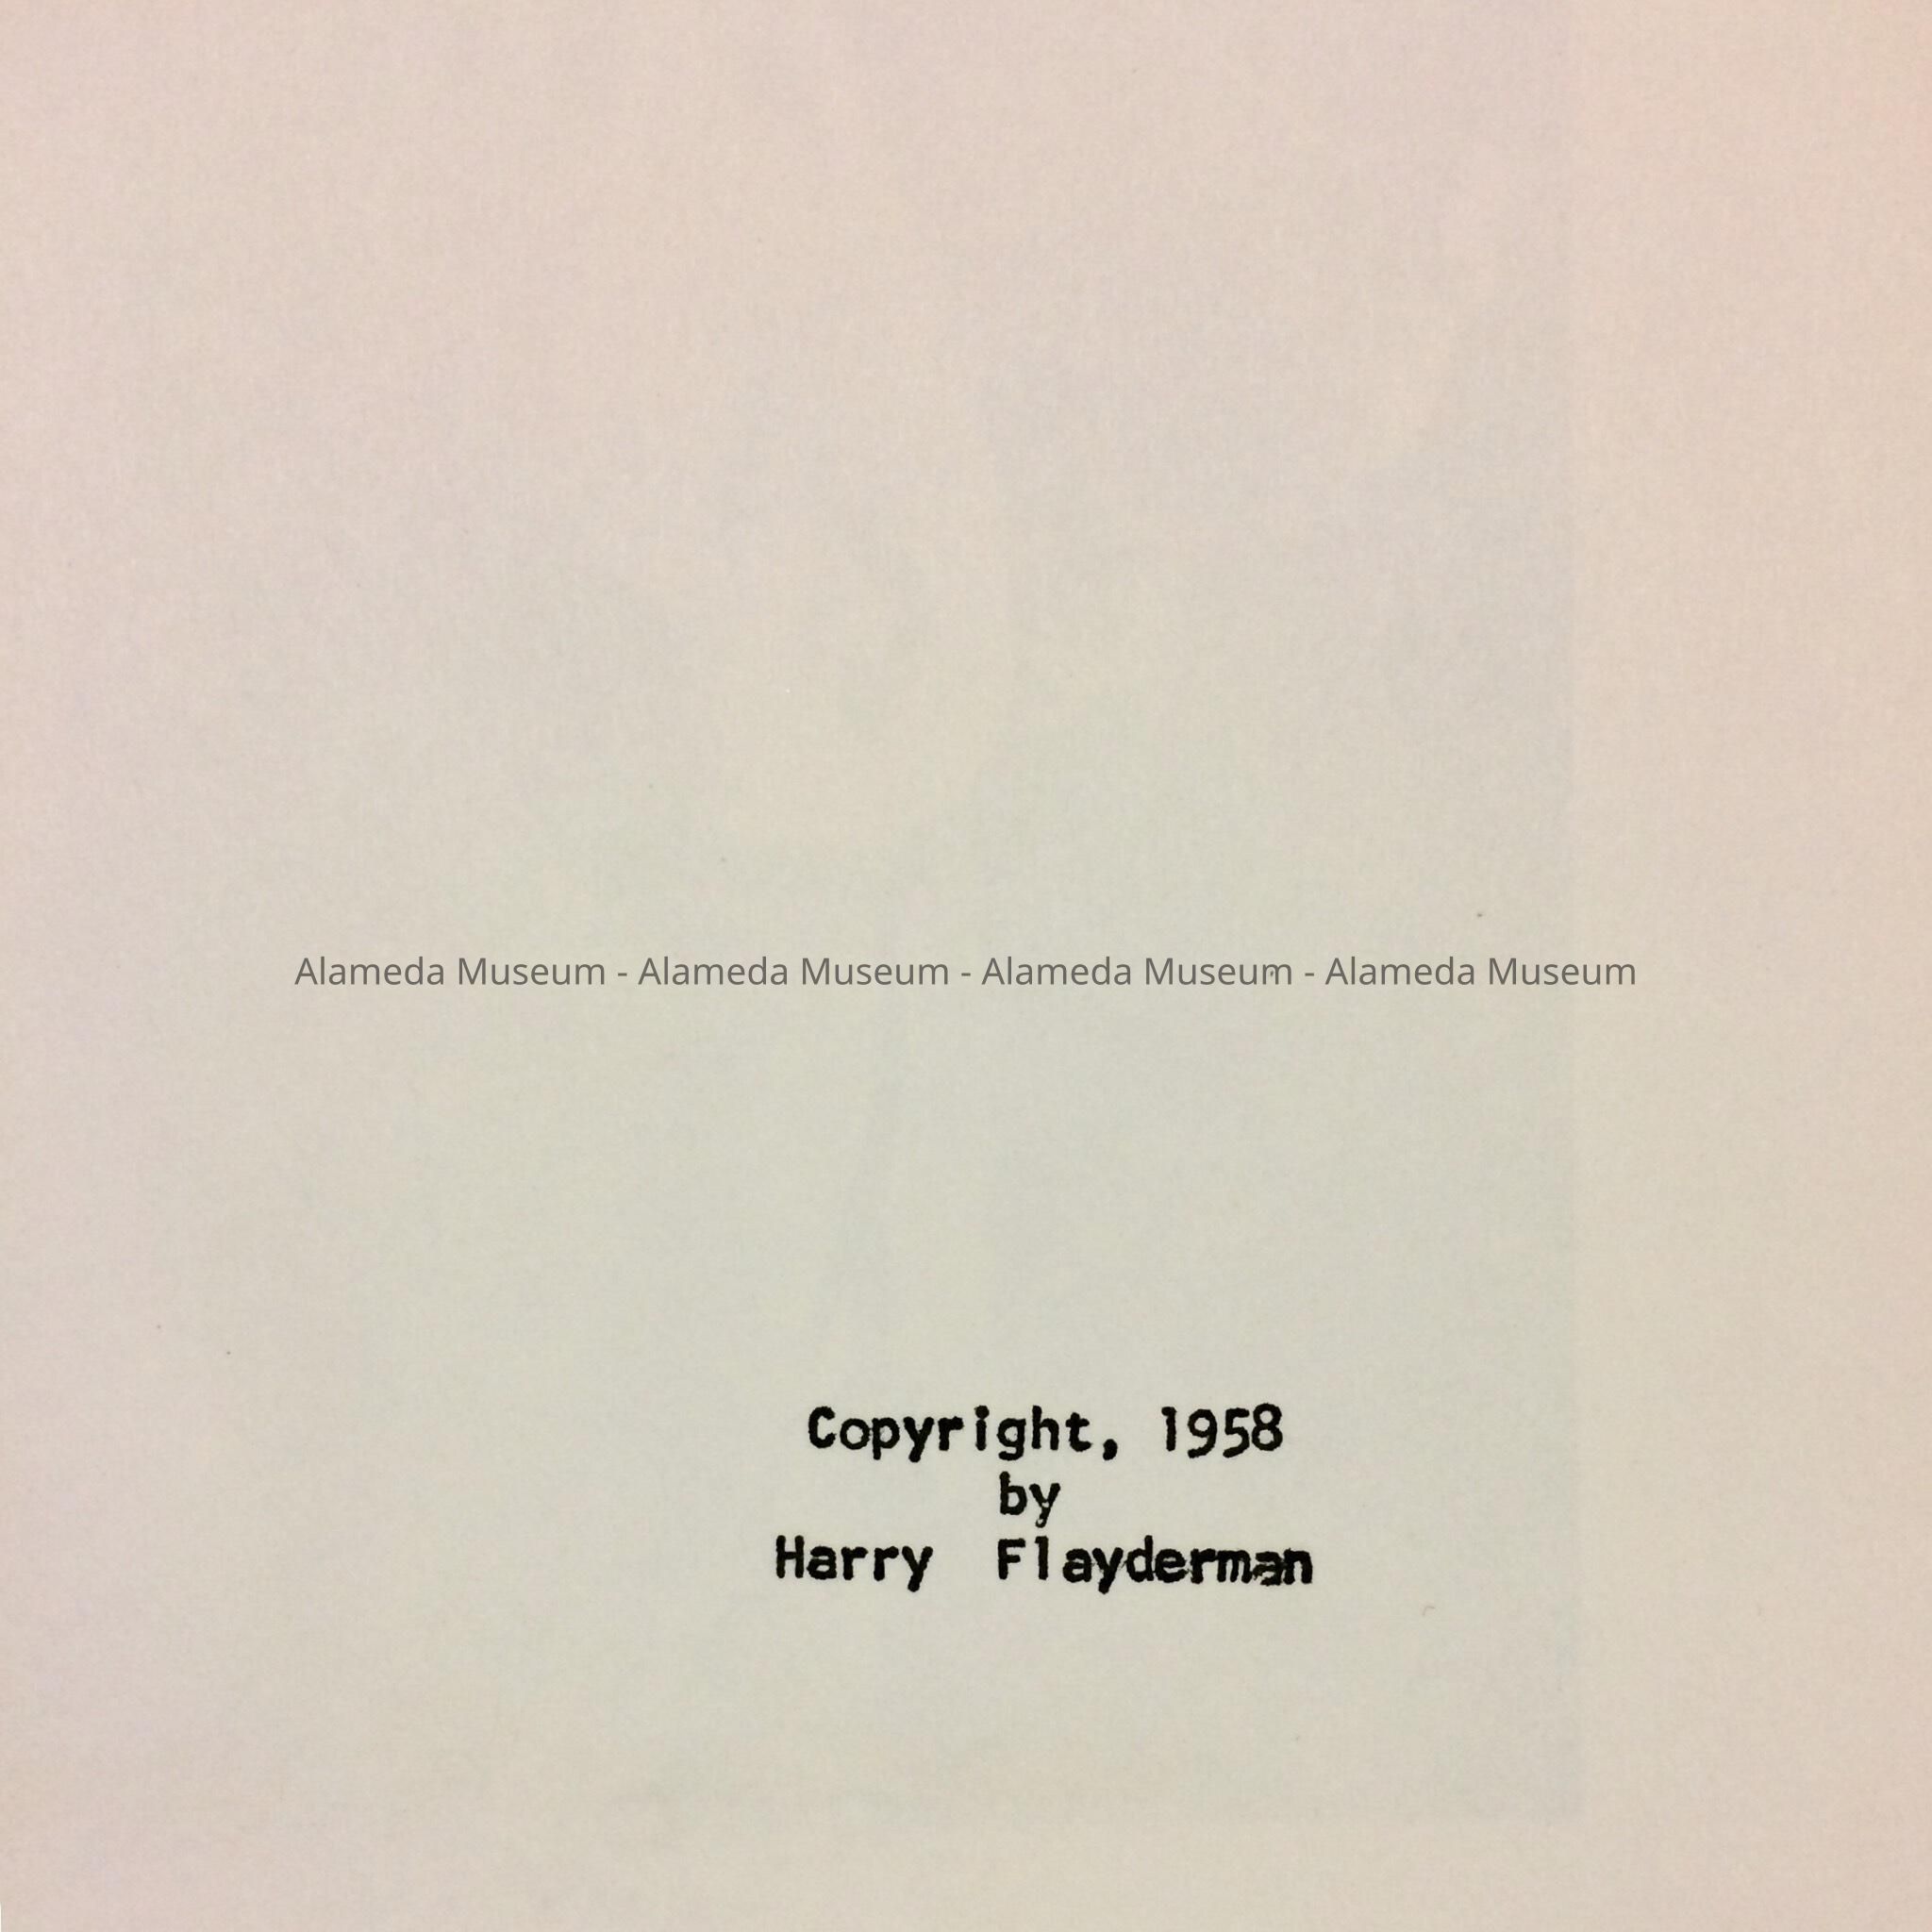 Alameda Museum - Alameda Museum - Alameda Museum - Alameda Museum
Copyright, 1958
by
Harry Flayderman